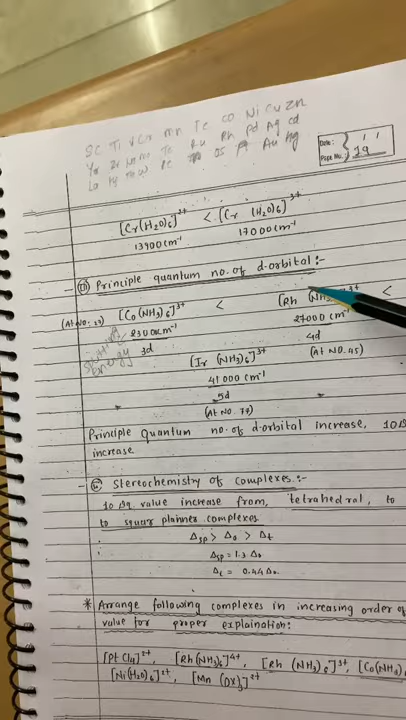 SC Ti V Cr Mn Fe CO Ni CU Zn
Y Zr Nb Mo Tc Ru Rh Pd Ag Cd
La Hf Ta W Re OS Pt Au Hg
Date: / /
Page No.: 19
[Cr(H2O)6]2+ < [Cr (H2O)6]3+
13900 cm-1 17000 cm-1
Principle quantum no. of d-orbital :-
(At NO. 27) [Co(NH3)6]3+ < [Rh (NH3)6]3+ <
cm-1 27000 cm-1
Energy 3d 4d
[Ir (NH3)6]3+ (At NO. 45)
41000 cm-1
5d
(At NO. 77)
Principle Quantum no. of d-orbital increase, 10 Dq
increase.
Stereochemistry of complexes :-
10 Dq value increase from, tetrahedral, to
to squar planner complexes.
Δsp > Δo > Δt
Δsp = 1.3 Δo
Δt = 0.44 Δo.
* Arrange following complexes in increasing order of
value for proper explaination:
[Pt Cl4]2+, [Rh(NH3)6]4+, [Rh (NH3)6]3+, [Co(NH3)6
[Ni(H2O)6]2+, [Mn (Ox)3]2+